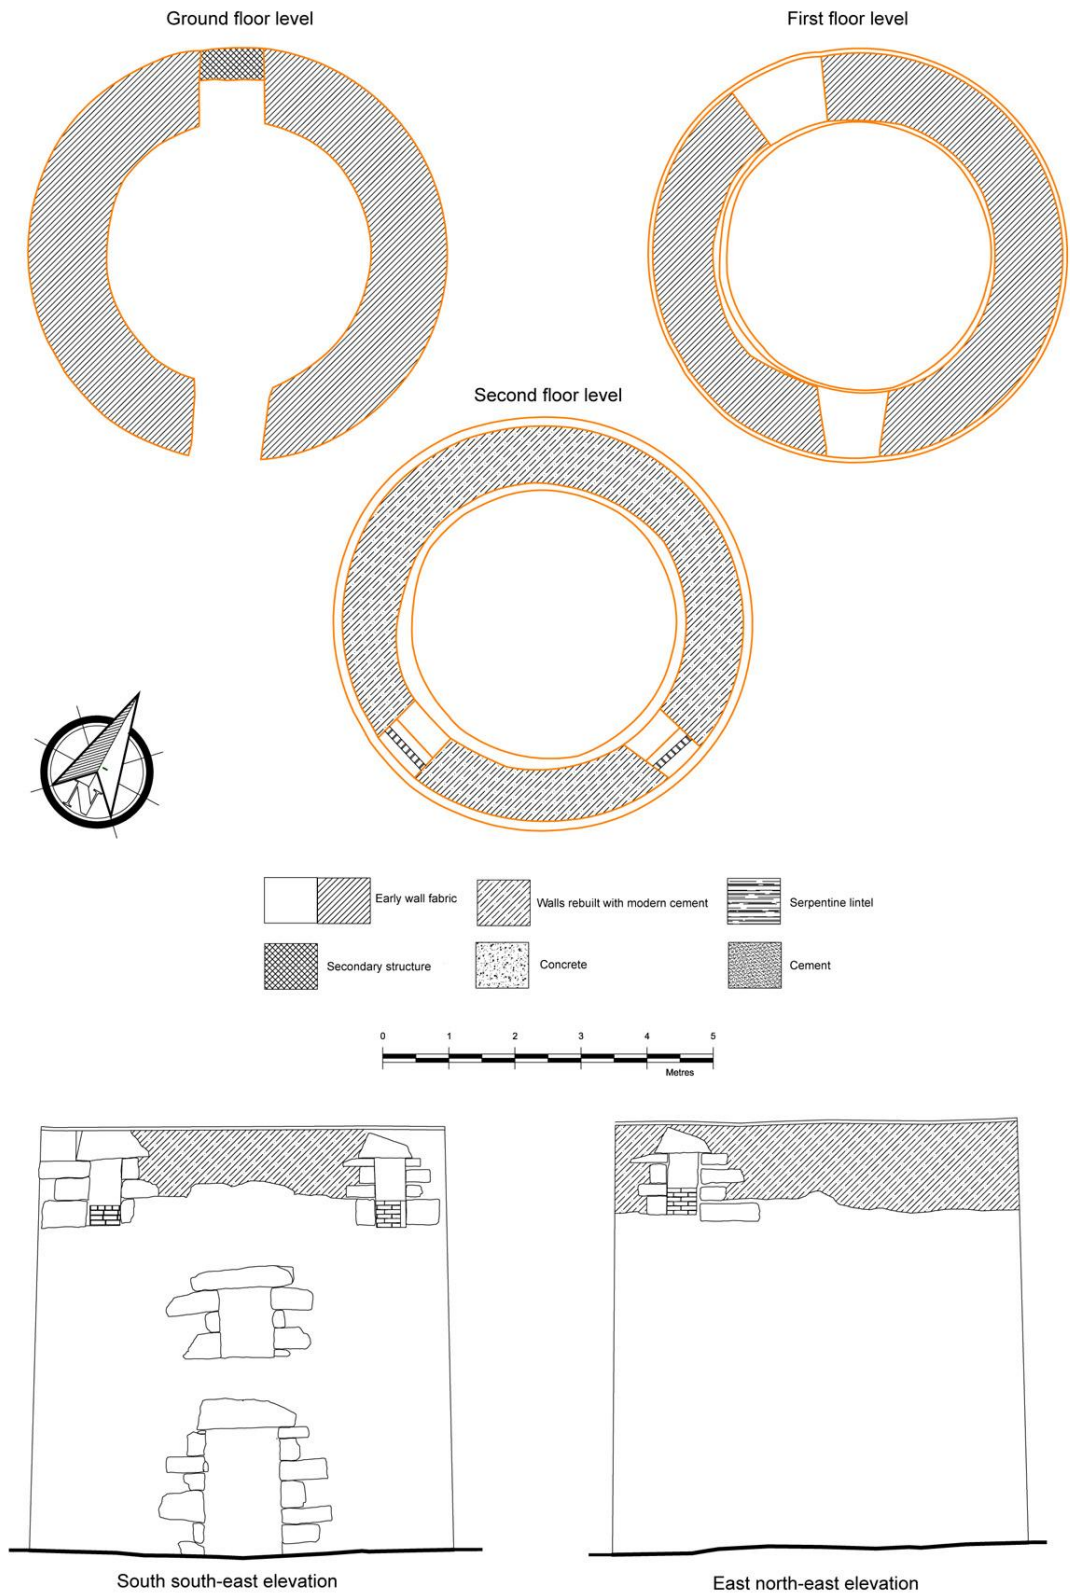 Ground floor level
First floor level
Second floor level
N
Early wall fabric
Walls rebuilt with modern cement
Serpentine lintel
Secondary structure
Concrete
Cement
0 1 2 3 4 5
Metres
South south-east elevation
East north-east elevation